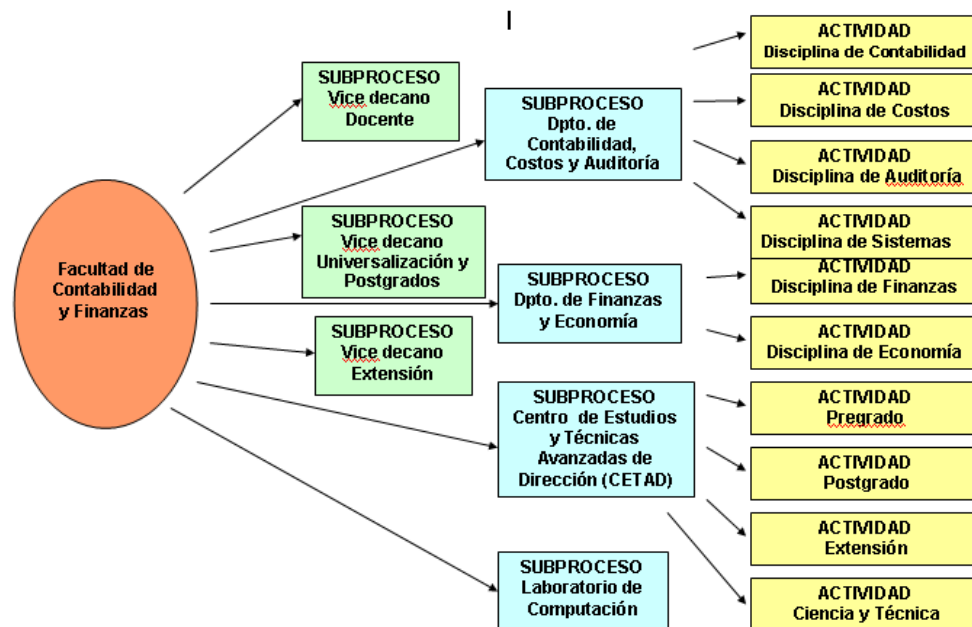 Facultad de
Contabilidad
y Finanzas
SUBPROCESO
Vice decano
Docente
SUBPROCESO
Vice decano
Universalización y
Postgrados
SUBPROCESO
Vice decano
Extensión
SUBPROCESO
Dpto. de
Contabilidad,
Costos y Auditoría
SUBPROCESO
Dpto. de Finanzas
y Economía
SUBPROCESO
Centro de Estudios
y Técnicas
Avanzadas de
Dirección (CETAD)
SUBPROCESO
Laboratorio de
Computación
ACTIVIDAD
Disciplina de Contabilidad
ACTIVIDAD
Disciplina de Costos
ACTIVIDAD
Disciplina de Auditoría
ACTIVIDAD
Disciplina de Sistemas
ACTIVIDAD
Disciplina de Finanzas
ACTIVIDAD
Disciplina de Economía
ACTIVIDAD
Pregrado
ACTIVIDAD
Postgrado
ACTIVIDAD
Extensión
ACTIVIDAD
Ciencia y Técnica